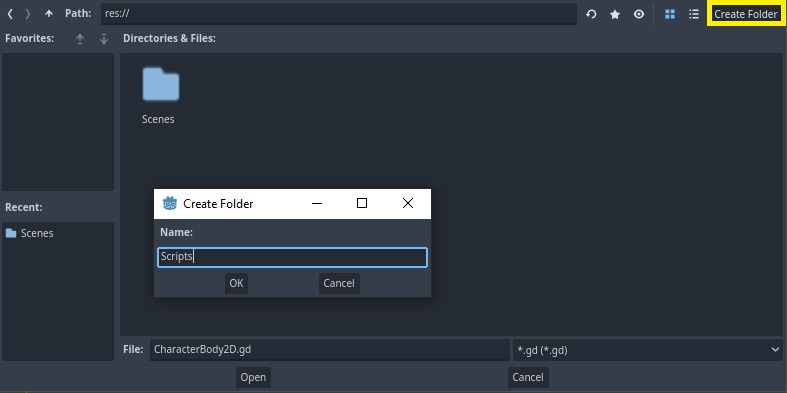 Path: res:// Create Folder
Favorites: Directories & Files:
Scenes
Recent:
Scenes
Create Folder
Name:
Scripts
OK Cancel
File: CharacterBody2D.gd *.gd (*.gd)
Open Cancel